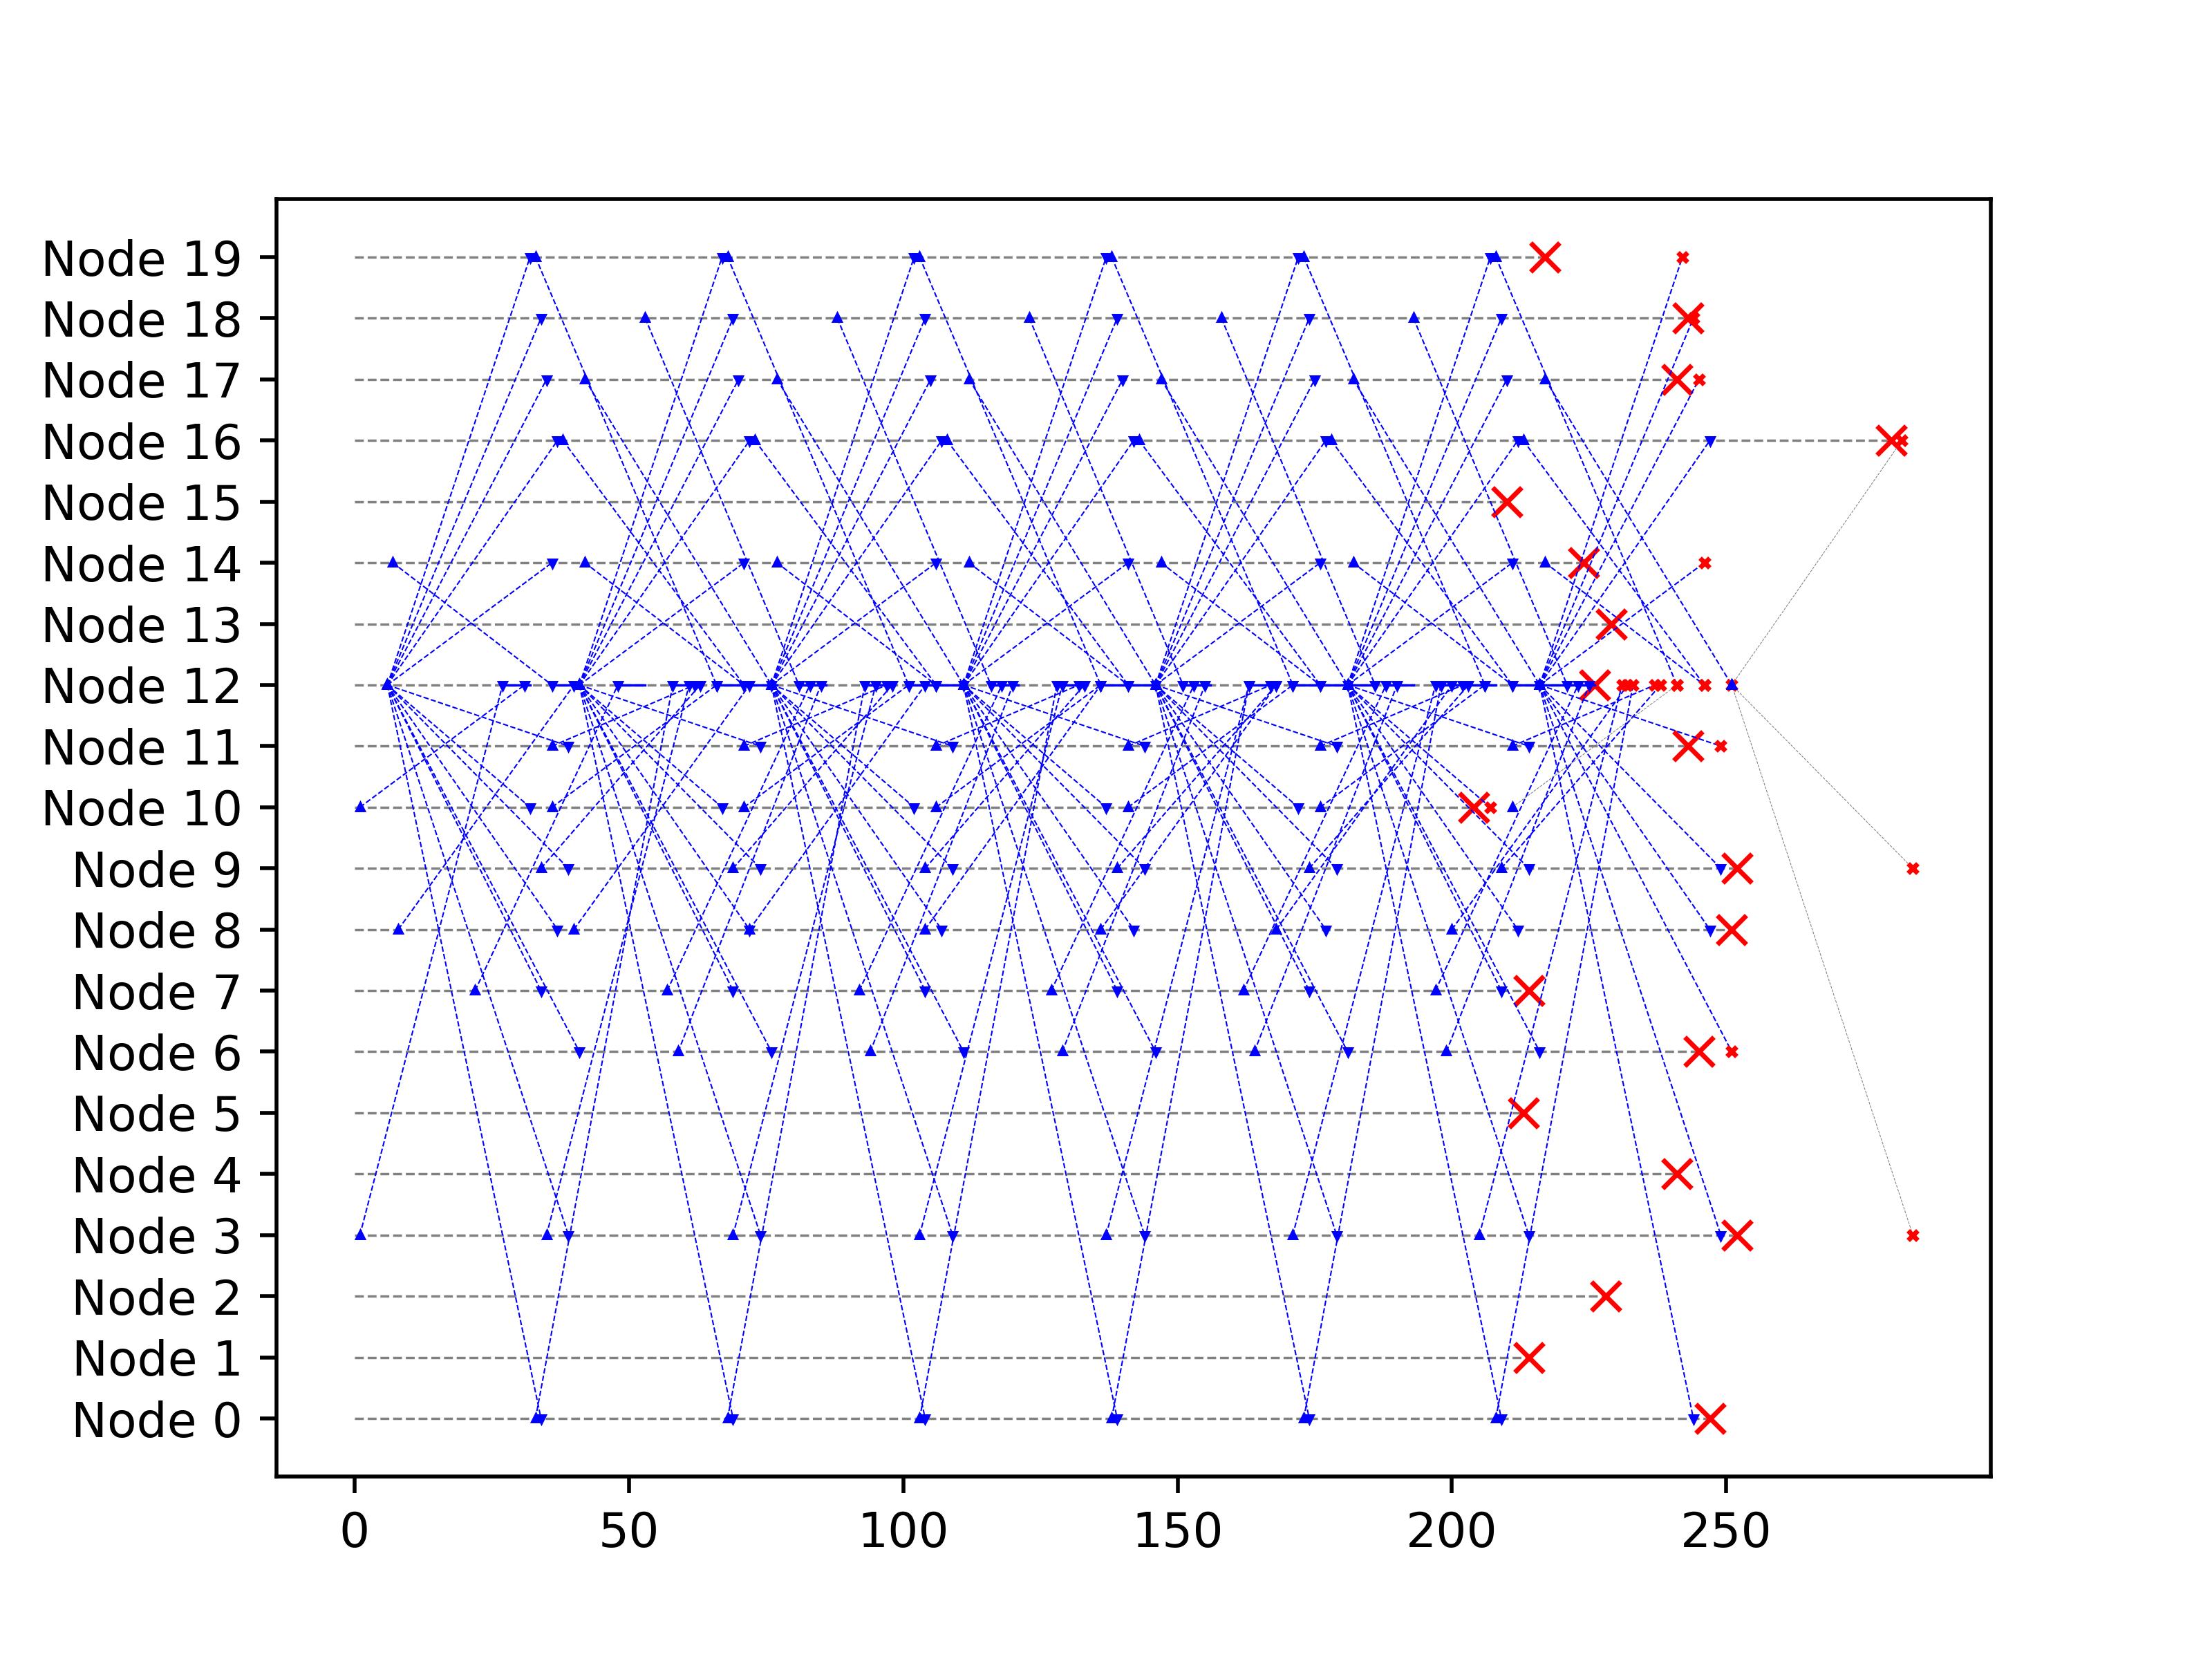 Node 19
Node 18
Node 17
Node 16
Node 15
Node 14
Node 13
Node 12
Node 11
Node 10
Node 9
Node 8
Node 7
Node 6
Node 5
Node 4
Node 3
Node 2
Node 1
Node 0
0 50 100 150 200 250